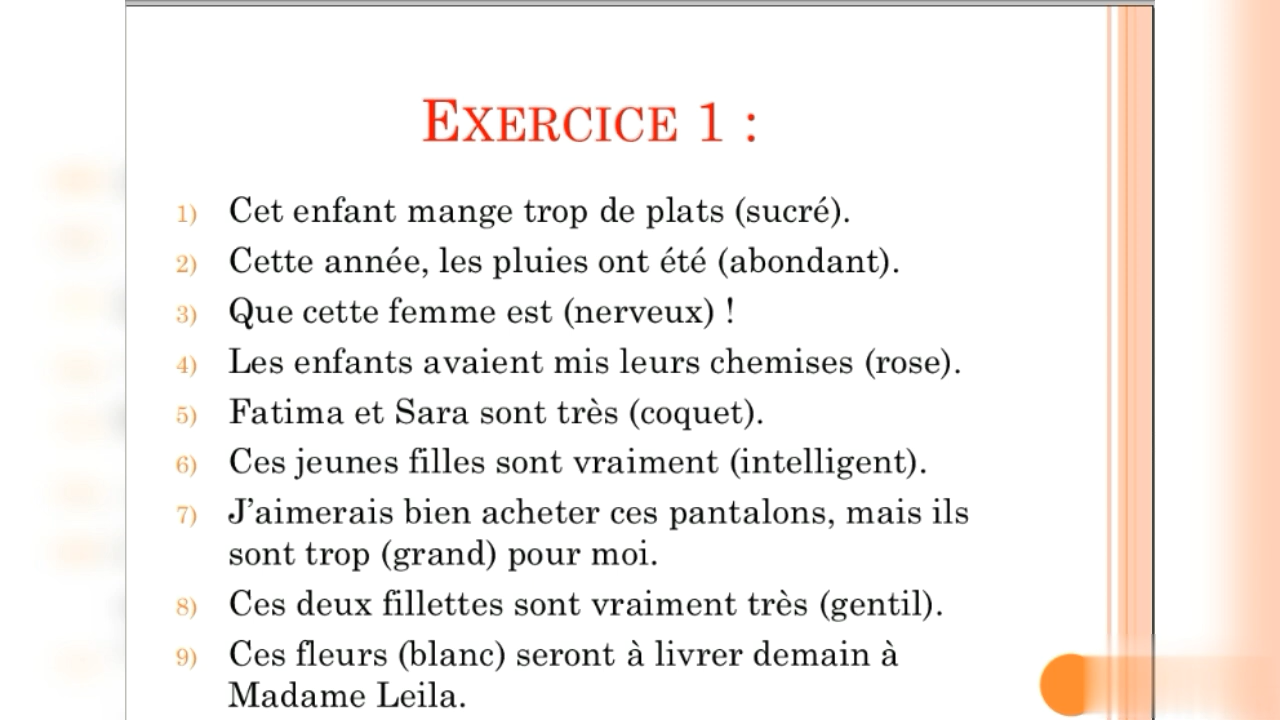 EXERCICE 1 :
1) Cet enfant mange trop de plats (sucré).
2) Cette année, les pluies ont été (abondant).
3) Que cette femme est (nerveux) !
4) Les enfants avaient mis leurs chemises (rose).
5) Fatima et Sara sont très (coquet).
6) Ces jeunes filles sont vraiment (intelligent).
7) J’aimerais bien acheter ces pantalons, mais ils
sont trop (grand) pour moi.
8) Ces deux fillettes sont vraiment très (gentil).
9) Ces fleurs (blanc) seront à livrer demain à
Madame Leila.